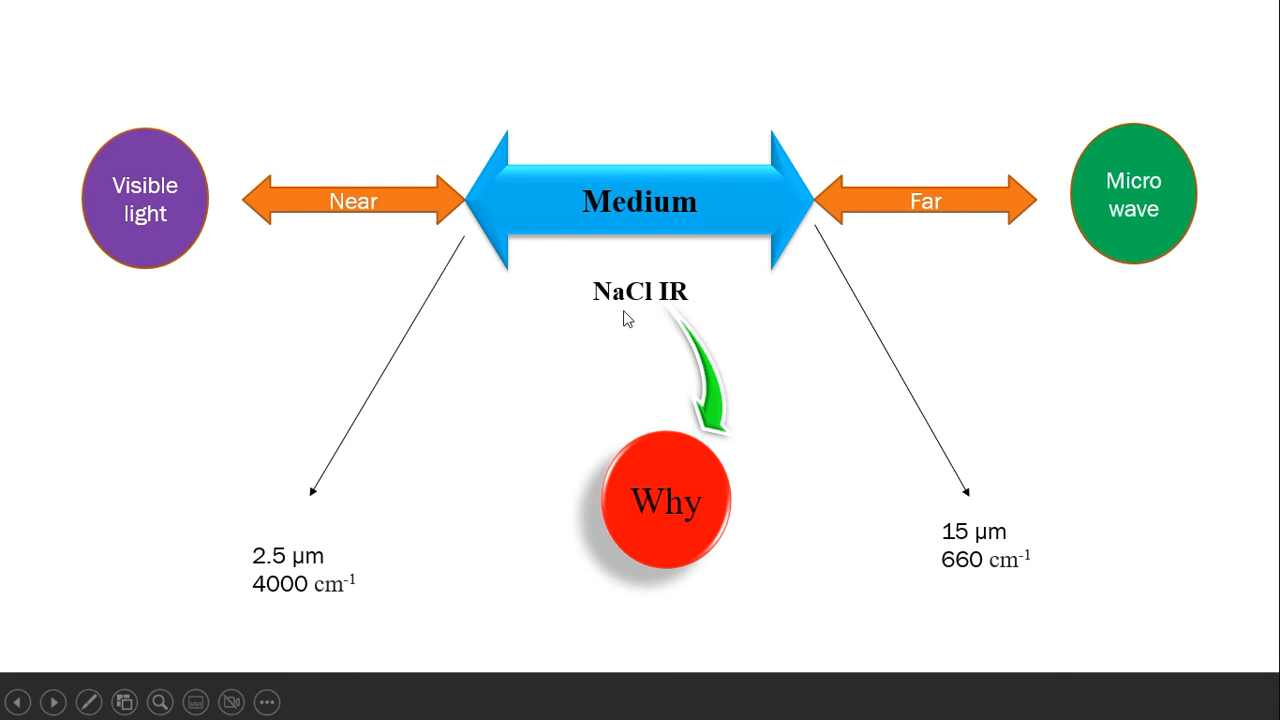 Visible
light
Near
Medium
Far
Micro
wave
NaCl IR
Why
2.5 µm
4000 cm⁻¹
15 µm
660 cm⁻¹